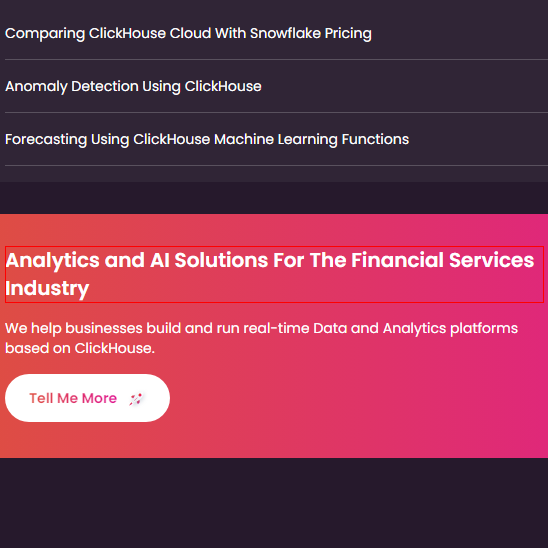 Comparing ClickHouse Cloud With Snowflake Pricing
Anomaly Detection Using ClickHouse
Forecasting Using ClickHouse Machine Learning Functions
Analytics and AI Solutions For The Financial Services
Industry
We help businesses build and run real-time Data and Analytics platforms
based on ClickHouse.
Tell Me More